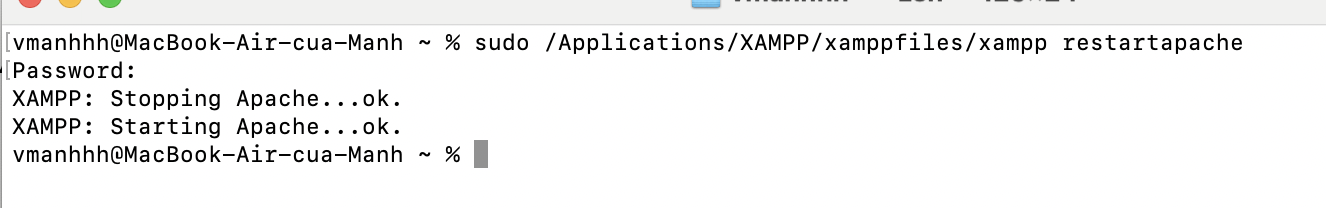 vmanhhh@MacBook-Air-cua-Manh ~ % sudo /Applications/XAMPP/xamppfiles/xampp restartapache
Password:
XAMPP: Stopping Apache...ok.
XAMPP: Starting Apache...ok.
vmanhhh@MacBook-Air-cua-Manh ~ %